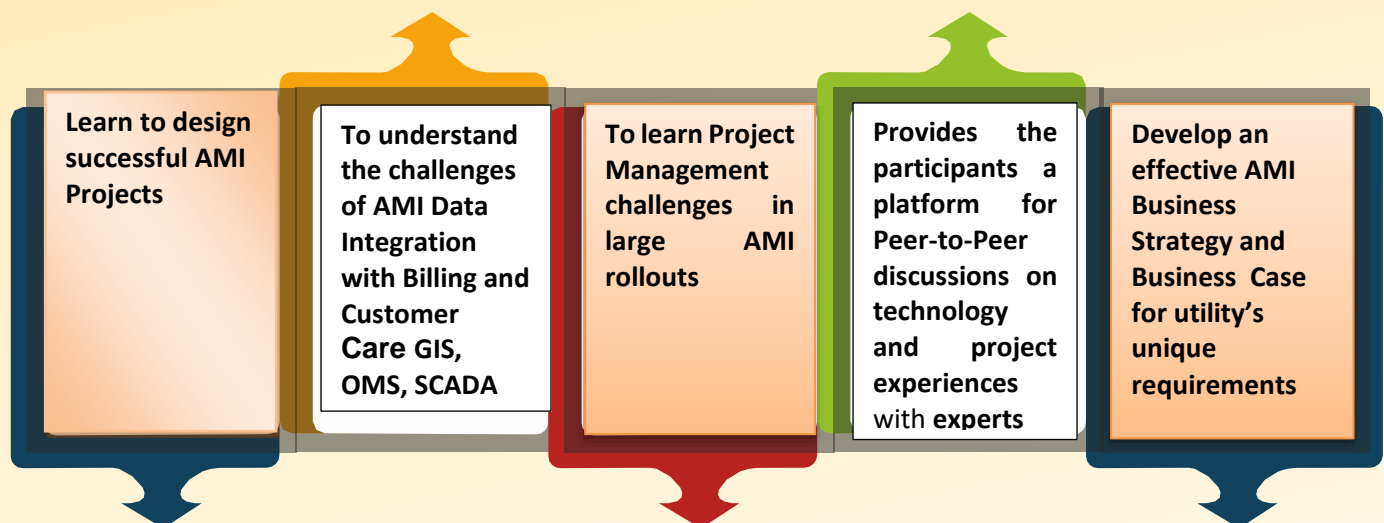 Learn to design
successful AMI
Projects
To understand
the challenges
of AMI Data
Integration
with Billing and
Customer
Care GIS,
OMS, SCADA
To learn Project
Management
challenges in
large AMI
rollouts
Provides the
participants a
platform for
Peer-to-Peer
discussions on
technology
and project
experiences
with experts
Develop an
effective AMI
Business
Strategy and
Business Case
for utility’s
unique
requirements